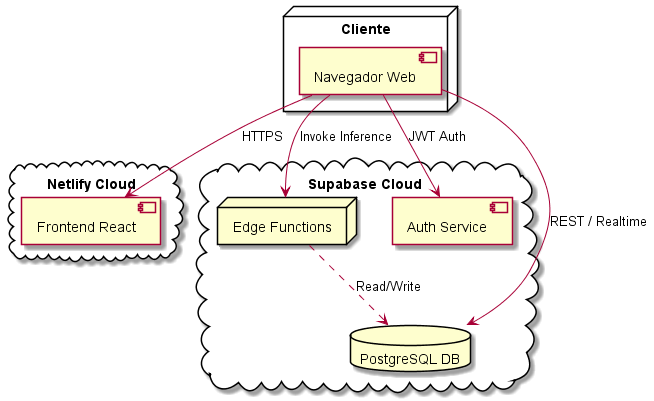 Cliente
Navegador Web
HTTPS
Invoke Inference
JWT Auth
Netlify Cloud
Frontend React
Supabase Cloud
Edge Functions
Auth Service
REST / Realtime
Read/Write
PostgreSQL DB